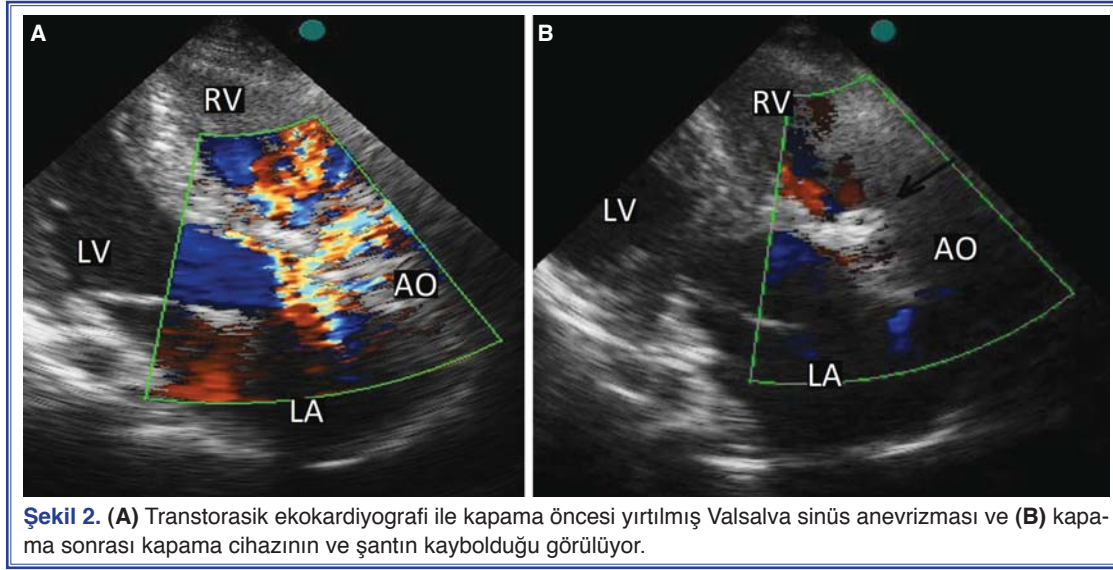 A
RV
LV
AO
LA
B
RV
LV
AO
LA
Şekil 2. (A) Transtorasik ekokardiyografi ile kapama öncesi yırtılmış Valsalva sinüs anevrizması ve (B) kapa-
ma sonrası kapama cihazının ve şantın kaybolduğu görülüyor.